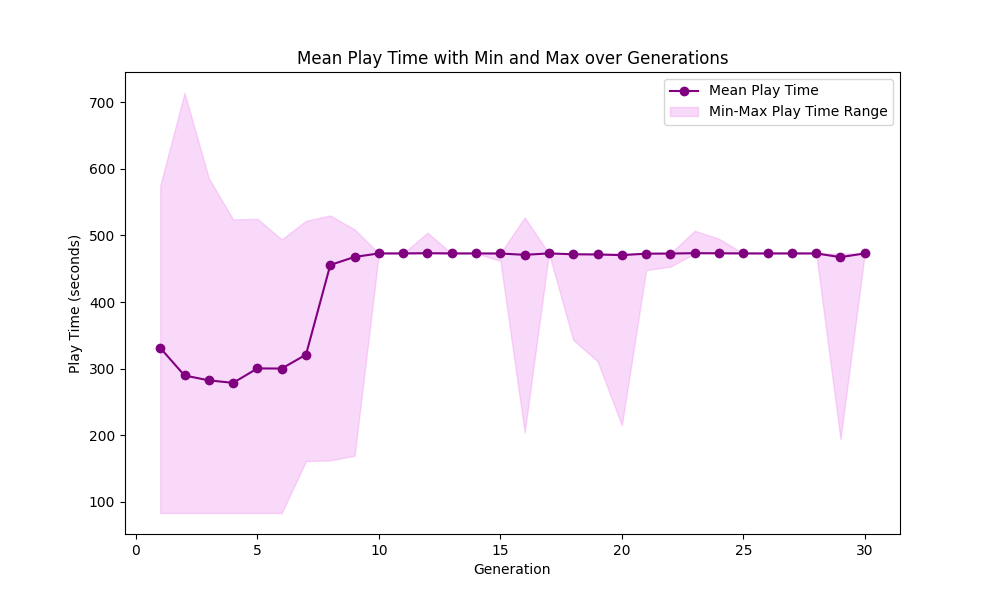 Mean Play Time with Min and Max over Generations
Mean Play Time
Min-Max Play Time Range
Play Time (seconds)
700
600
500
400
300
200
100
0 5 10 15 20 25 30
Generation